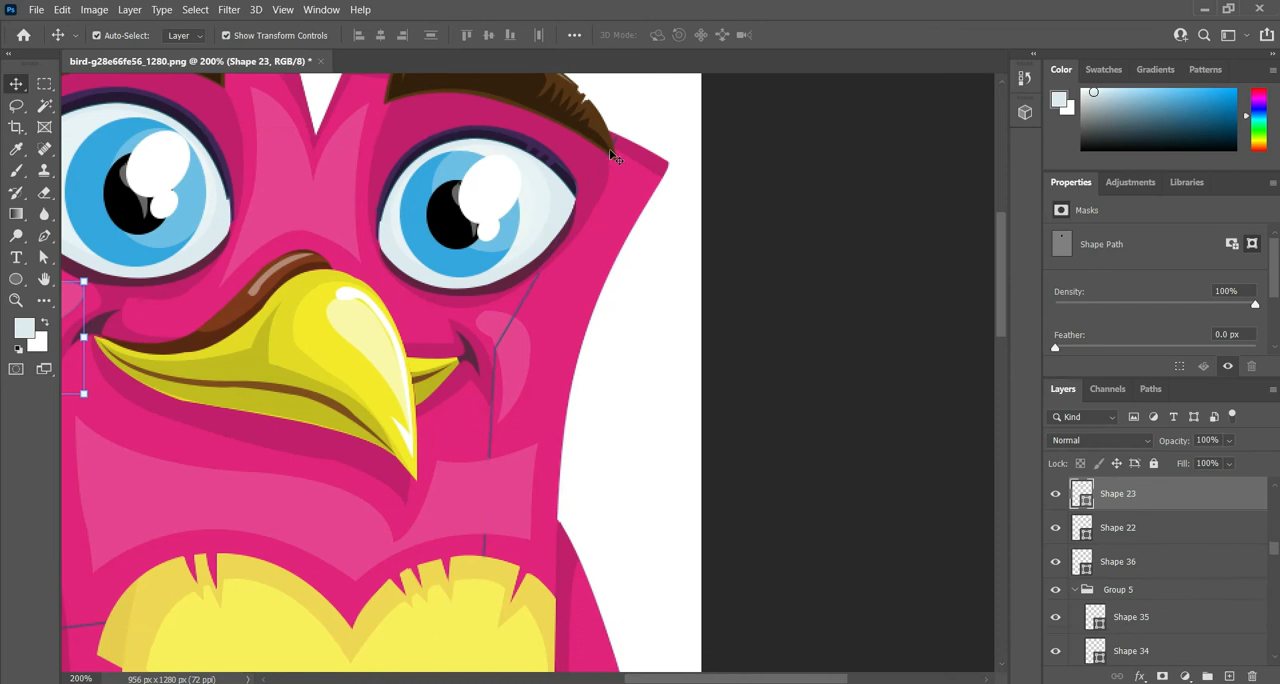 Ps File Edit Image Layer Type Select Filter 3D View Window Help
Auto-Select: Layer Show Transform Controls 3D Mode:
bird-g28e66fe56_1280.png @ 200% (Shape 23, RGB/8) *
Color Swatches Gradients Patterns
Properties Adjustments Libraries
Masks
Shape Path
Density: 100%
Feather: 0.0 px
Layers Channels Paths
Kind
Normal Opacity: 100%
Lock: Fill: 100%
Shape 23
Shape 22
Shape 36
Group 5
Shape 35
Shape 34
200% 956 px x 1280 px (72 ppi)
fx